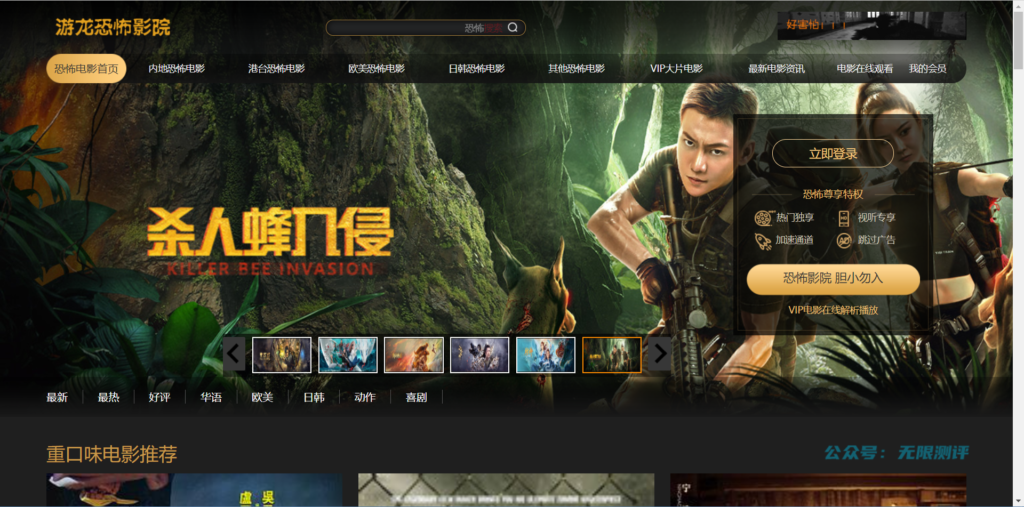 游龙恐怖影院
恐怖
好害怕！！！
恐怖电影首页 内地恐怖电影 港台恐怖电影 欧美恐怖电影 日韩恐怖电影 其他恐怖电影 VIP大片电影 最新电影资讯 电影在线观看 我的会员
立即登录
恐怖尊享特权
热门独享 视听专享
加速通道 跳过广告
恐怖影院 胆小勿入
VIP电影在线解析播放
杀人蜂入侵
KILLER BEE INVASION
最新 最热 好评 华语 欧美 日韩 动作 喜剧
重口味电影推荐
公众号：无限测评
盧 吳